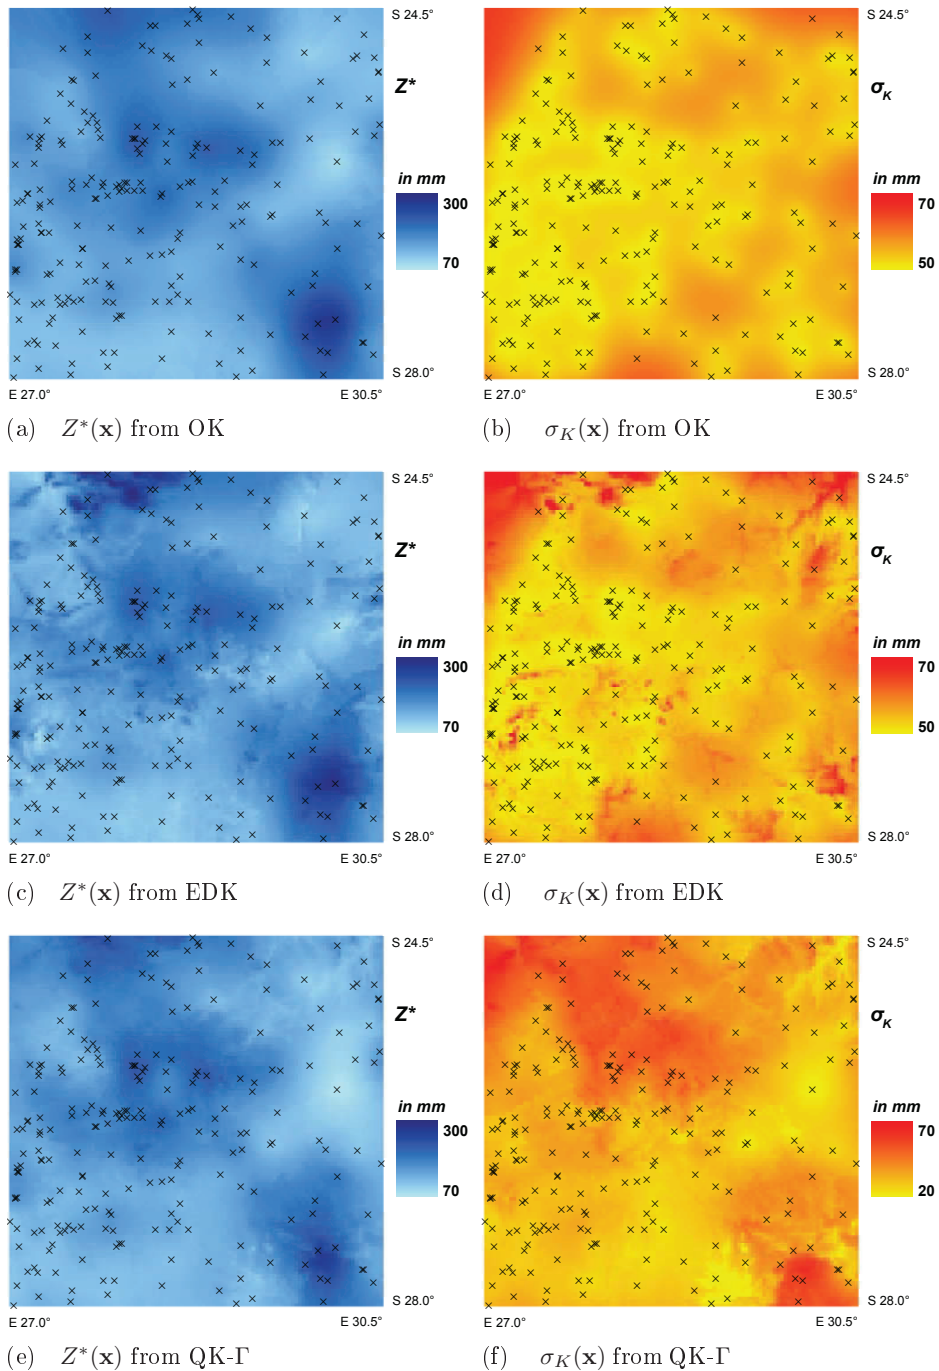 S 24.5°
S 24.5°
Z*
σK
in mm
in mm
300
70
70
50
S 28.0°
S 28.0°
E 27.0°
E 30.5°
E 27.0°
E 30.5°
(a) Z*(x) from OK
(b) σK(x) from OK
S 24.5°
S 24.5°
Z*
σK
in mm
in mm
300
70
70
50
S 28.0°
S 28.0°
E 27.0°
E 30.5°
E 27.0°
E 30.5°
(c) Z*(x) from EDK
(d) σK(x) from EDK
S 24.5°
S 24.5°
Z*
σK
in mm
in mm
300
70
70
20
S 28.0°
S 28.0°
E 27.0°
E 30.5°
E 27.0°
E 30.5°
(e) Z*(x) from QK-Γ
(f) σK(x) from QK-Γ